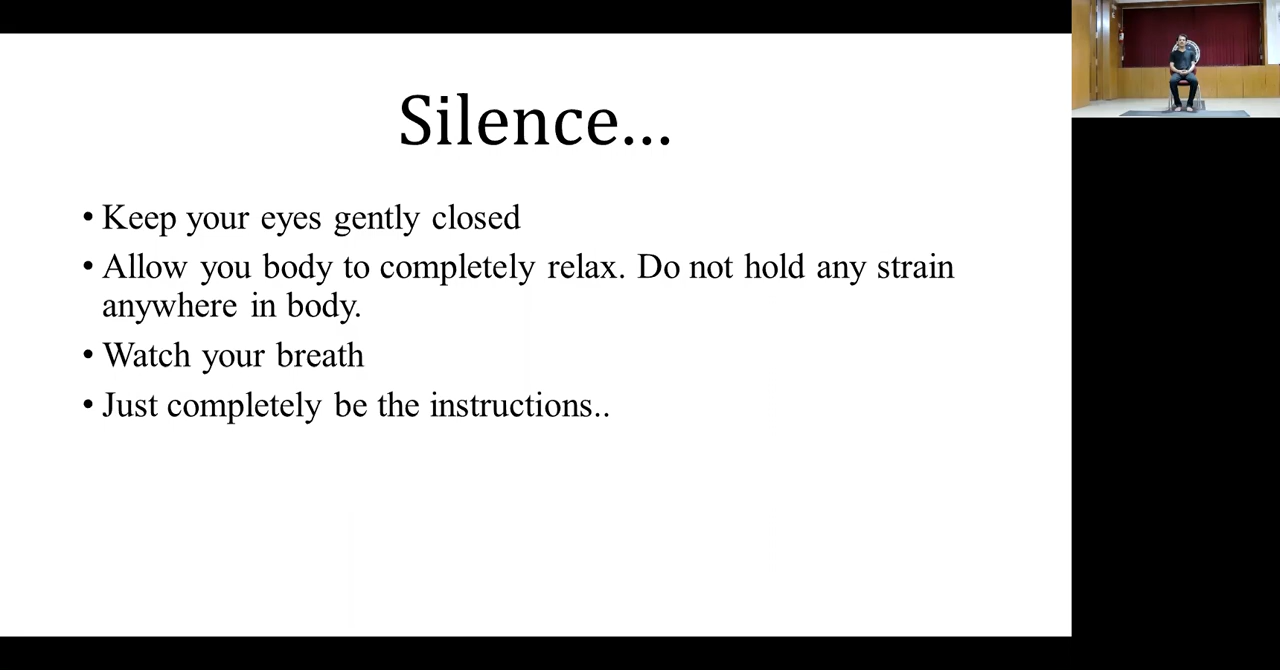 Silence...
• Keep your eyes gently closed
• Allow you body to completely relax. Do not hold any strain
anywhere in body.
• Watch your breath
• Just completely be the instructions..